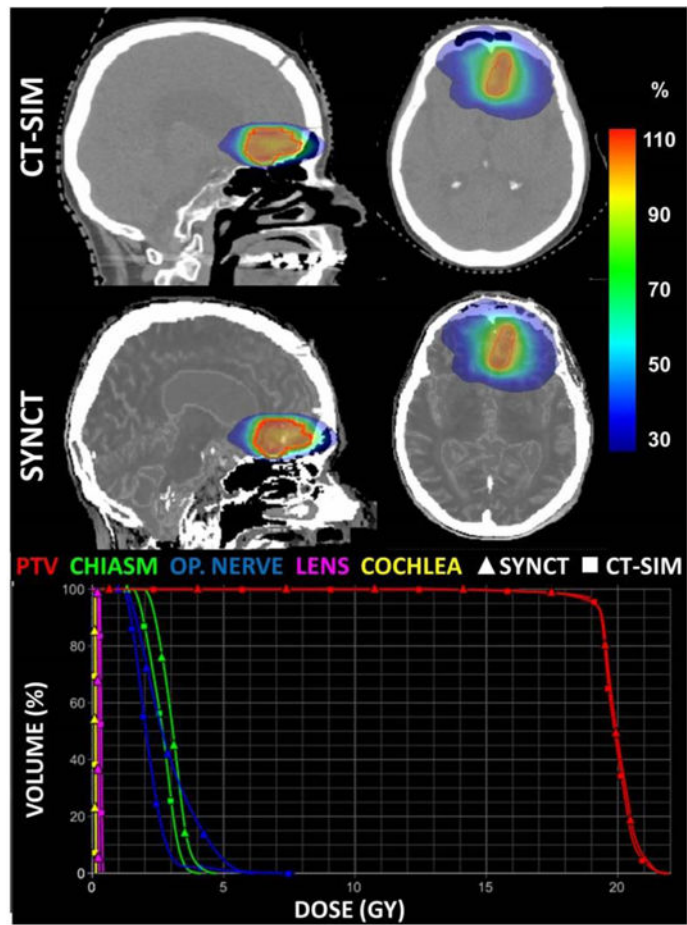 CT-SIM
%
110
90
70
50
30
SYNCT
PTV CHIASM OP. NERVE LENS COCHLEA SYNCT CT-SIM
VOLUME (%)
100
80
60
40
20
0
0 5 10 15 20
DOSE (GY)